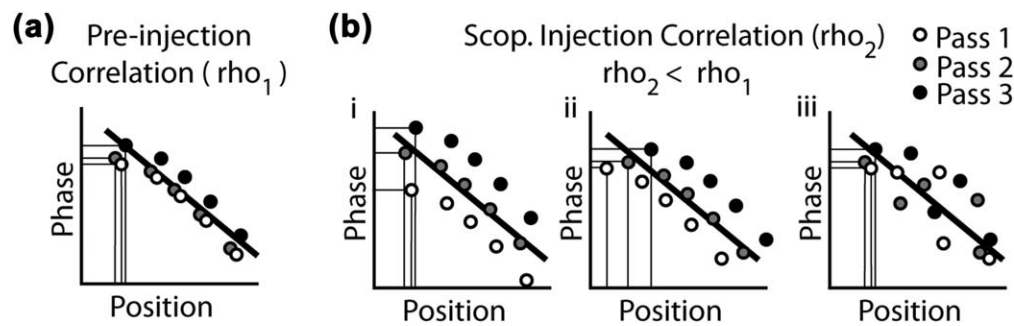 (a) Pre-injection
Correlation ( rho₁ )
Phase
Position
(b) Scop. Injection Correlation (rho₂)
rho₂ < rho₁
Pass 1
Pass 2
Pass 3
i
Phase
Position
ii
Phase
Position
iii
Phase
Position